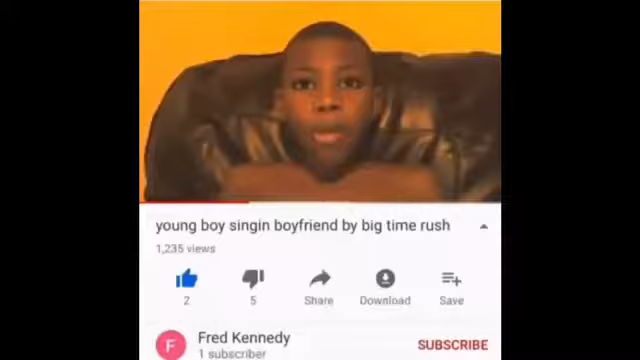 young boy singin boyfriend by big time rush
1,235 views
2
5
Share
Download
Save
F
Fred Kennedy
1 subscriber
SUBSCRIBE